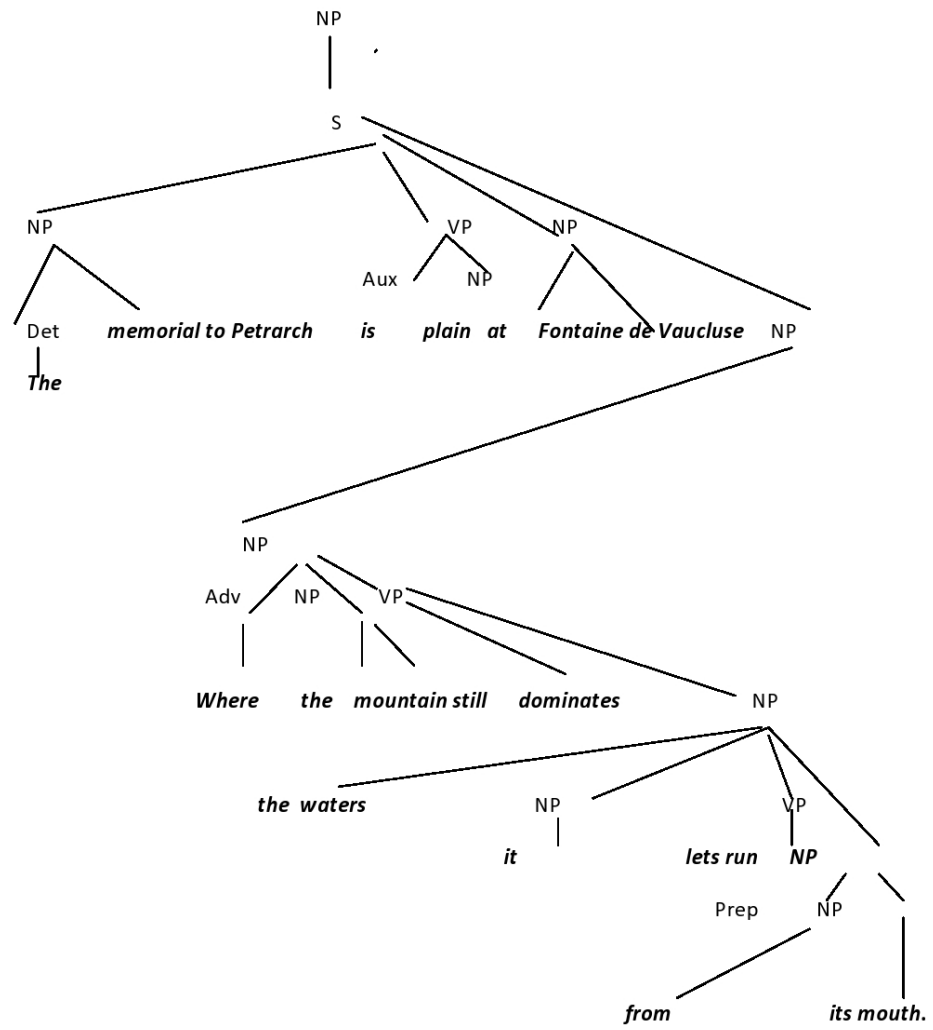 NP
S
NP VP NP
Aux NP
Det memorial to Petrarch is plain at Fontaine de Vaucluse NP
The
NP
Adv NP VP
Where the mountain still dominates NP
the waters NP VP
it lets run NP
Prep NP
from its mouth.